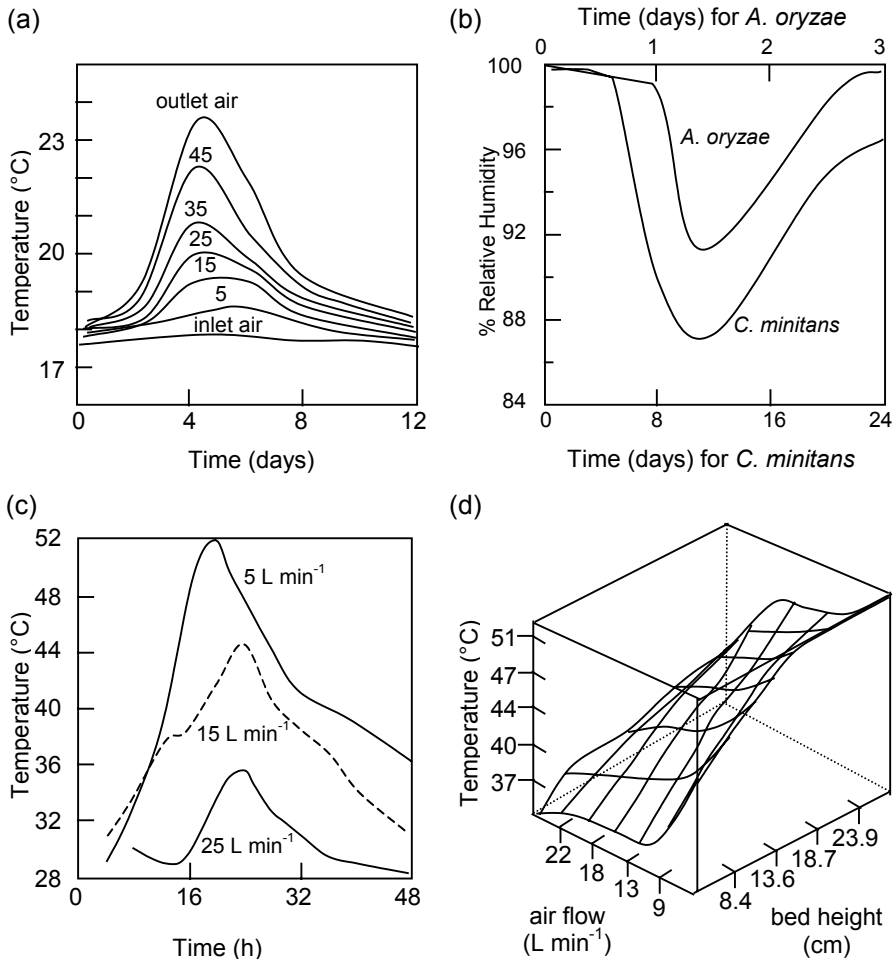 (a)
outlet air
45
35
25
15
5
inlet air
23
20
17
Temperature (°C)
0 4 8 12
Time (days)
(b)
Time (days) for A. oryzae
0 1 2 3
100
96
92
88
84
% Relative Humidity
A. oryzae
C. minitans
0 8 16 24
Time (days) for C. minitans
(c)
52
48
44
40
36
32
28
Temperature (°C)
5 L min⁻¹
15 L min⁻¹
25 L min⁻¹
0 16 32 48
Time (h)
(d)
51
47
44
40
37
Temperature (°C)
22 18 13 9
air flow
(L min⁻¹)
8.4 13.6 18.7 23.9
bed height
(cm)